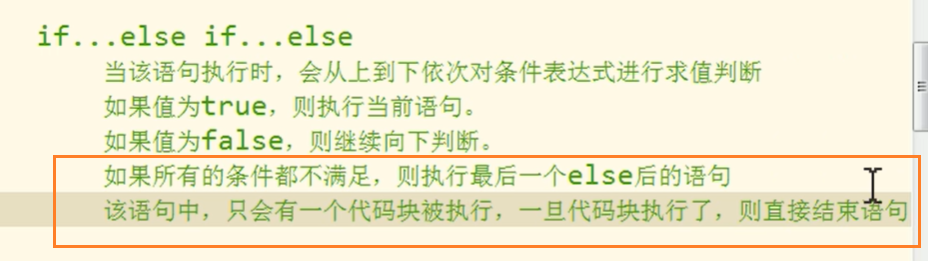 if...else if...else
当该语句执行时，会从上到下依次对条件表达式进行求值判断
如果值为true，则执行当前语句。
如果值为false，则继续向下判断。
如果所有的条件都不满足，则执行最后一个else后的语句
该语句中，只会有一个代码块被执行，一旦代码块执行了，则直接结束语句